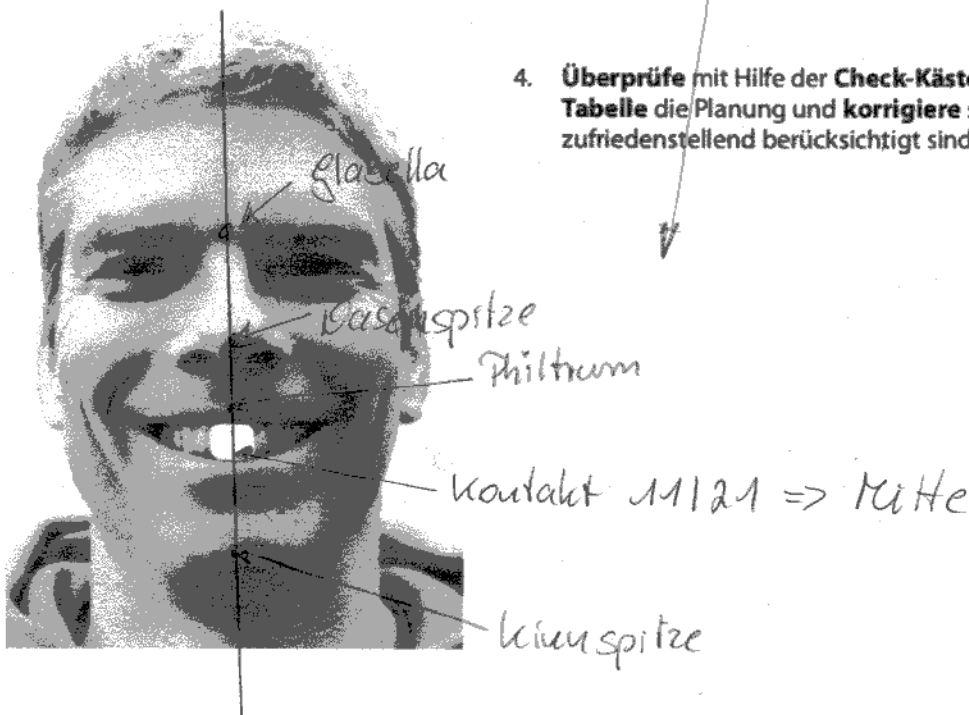 4. Überprüfe mit Hilfe der Check-Käste
Tabelle die Planung und korrigiere s
zufriedenstellend berücksichtigt sind
Glabella
Nasenspitze
Philtrum
Kontakt 11/21 => Mitte
Kinnspitze